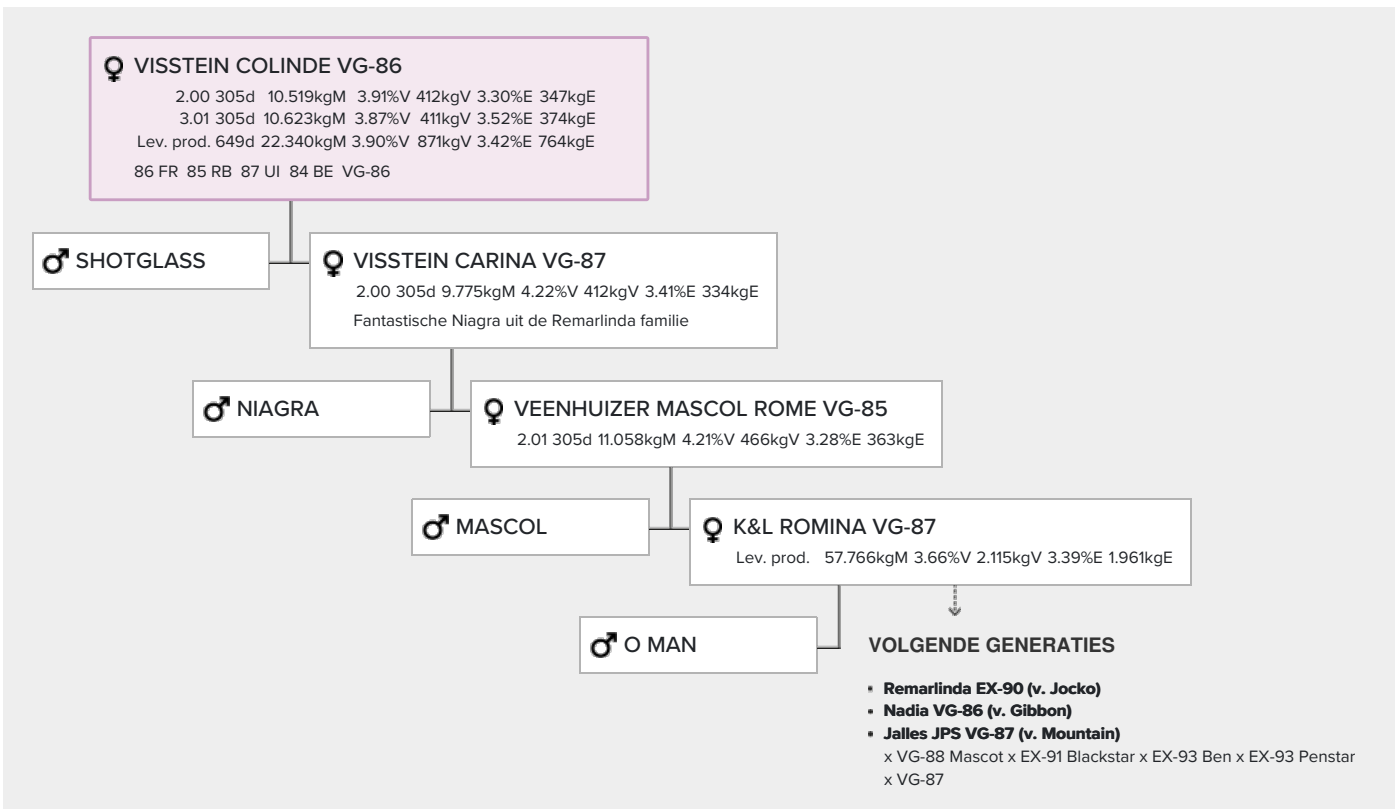 VISSTEIN COLINDE VG-86
2.00 305d 10.519kgM 3.91%V 412kgV 3.30%E 347kgE
3.01 305d 10.623kgM 3.87%V 411kgV 3.52%E 374kgE
Lev. prod. 649d 22.340kgM 3.90%V 871kgV 3.42%E 764kgE
86 FR 85 RB 87 UI 84 BE VG-86
SHOTGLASS
VISSTEIN CARINA VG-87
2.00 305d 9.775kgM 4.22%V 412kgV 3.41%E 334kgE
Fantastische Niagra uit de Remarlinda familie
NIAGRA
VEENHUIZER MASCOL ROME VG-85
2.01 305d 11.058kgM 4.21%V 466kgV 3.28%E 363kgE
MASCOL
K&L ROMINA VG-87
Lev. prod. 57.766kgM 3.66%V 2.115kgV 3.39%E 1.961kgE
O MAN
VOLGENDE GENERATIES
Remarlinda EX-90 (v. Jocko)
Nadia VG-86 (v. Gibbon)
Jalles JPS VG-87 (v. Mountain)
x VG-88 Mascot x EX-91 Blackstar x EX-93 Ben x EX-93 Penstar
x VG-87